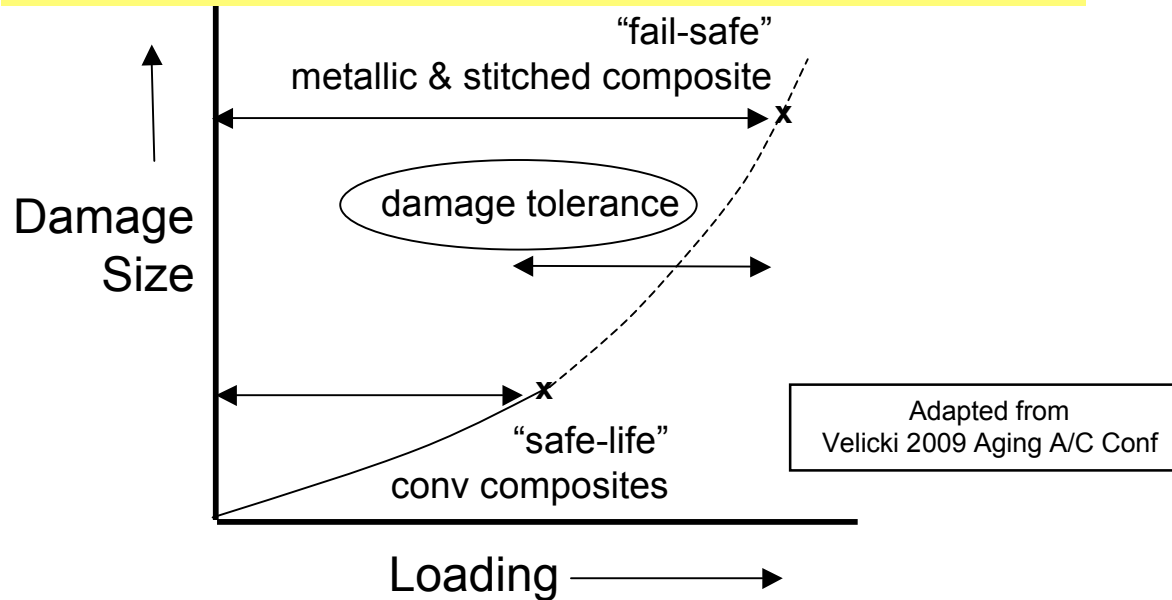 “fail-safe”
metallic & stitched composite
x
damage tolerance
Damage
Size
x
“safe-life”
conv composites
Adapted from
Velicki 2009 Aging A/C Conf
Loading